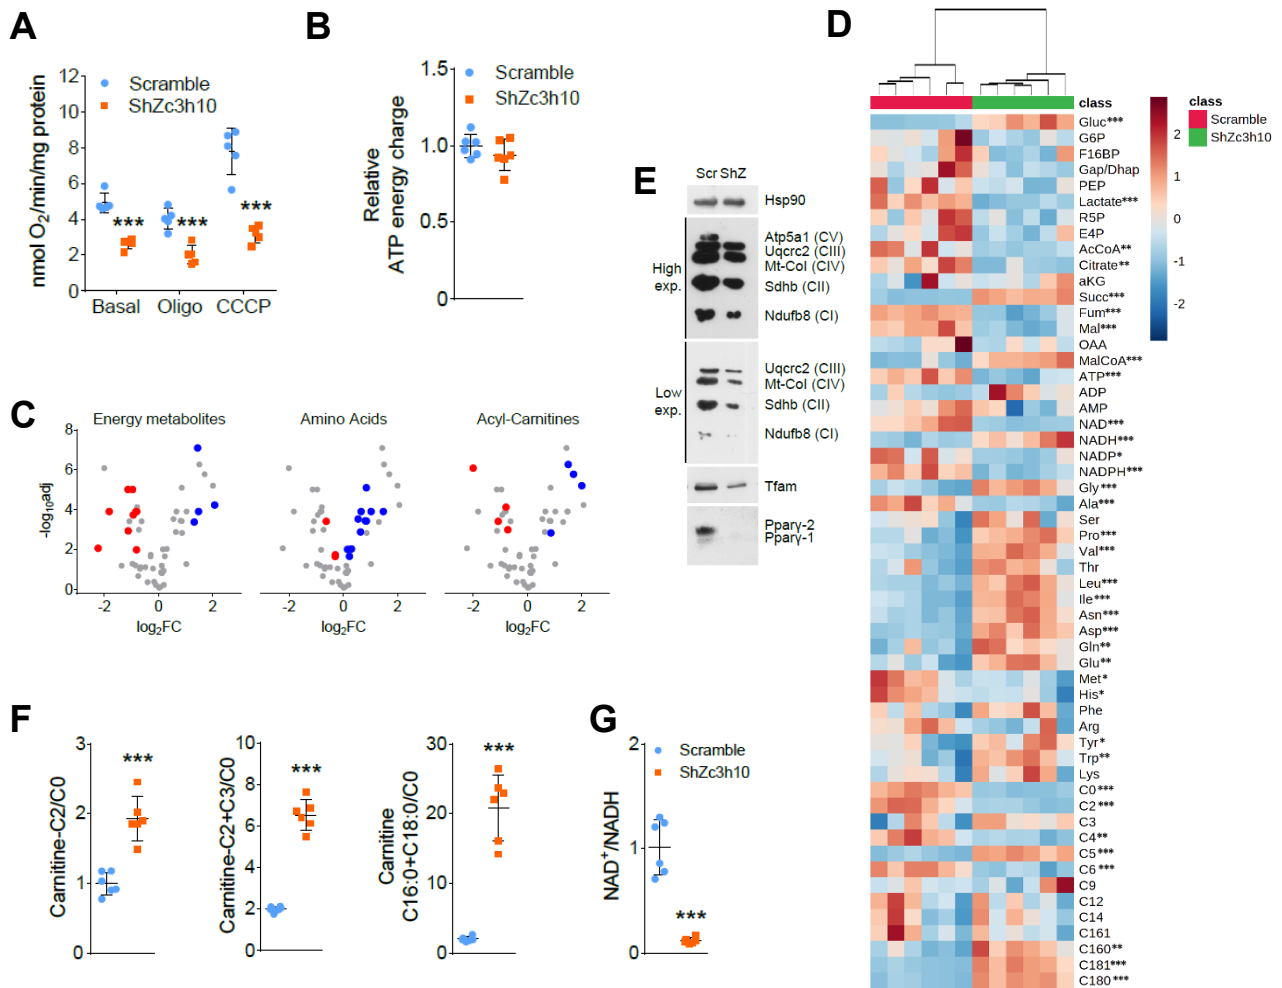 A
Scramble
ShZc3h10
nmol O2/min/mg protein
12
10
8
6
4
2
0
***
***
***
Basal
Oligo
CCCP
B
Scramble
ShZc3h10
Relative
ATP energy charge
1.5
1.0
0.5
0
C
Energy metabolites
Amino Acids
Acyl-Carnitines
-log10adj
8
6
4
2
0
-2
0
2
-2
0
2
-2
0
2
log2FC
log2FC
log2FC
D
class
Gluc***
G6P
F16BP
Gap/Dhap
PEP
Lactate***
R5P
E4P
AcCoA**
Citrate**
aKG
Succ***
Fum***
Mal***
OAA
MalCoA***
ATP***
ADP
AMP
NAD***
NADH***
NADP*
NADPH***
Gly***
Ala***
Ser
Pro***
Val***
Thr
Leu***
Ile***
Asn***
Asp***
Gln**
Glu**
Met*
His*
Phe
Arg
Tyr*
Trp**
Lys
C0***
C2***
C3
C4**
C5***
C6***
C9
C12
C14
C161
C160**
C181***
C180***
2
1
0
-1
-2
class
Scramble
ShZc3h10
E
Scr ShZ
Hsp90
High
exp.
Atp5a1 (CV)
Uqcrc2 (CIII)
Mt-CoI (CIV)
Sdhb (CII)
Ndufb8 (CI)
Low
exp.
Uqcrc2 (CIII)
Mt-CoI (CIV)
Sdhb (CII)
Ndufb8 (CI)
Tfam
Pparγ-2
Pparγ-1
F
Carnitine-C2/C0
3
2
1
0
***
Carnitine-C2+C3/C0
10
8
6
4
2
0
***
Carnitine
C16:0+C18:0/C0
30
20
10
0
***
G
NAD+/NADH
2
1
0
Scramble
ShZc3h10
***